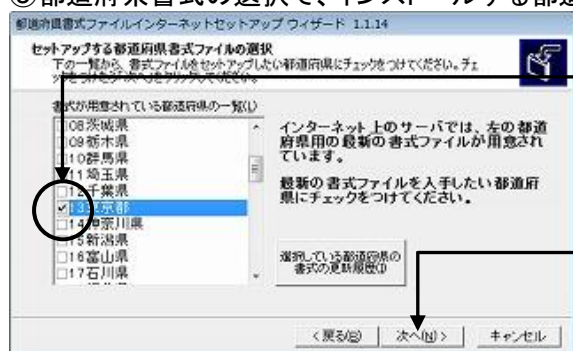 都道府県書式の選択で、インストールする都道
都道府県書式ファイルインターネットセットアップ ウィザード 1.1.14
セットアップする都道府県書式ファイルの選択
下の一覧から、書式ファイルをセットアップしたい都道府県にチェックをつけてください。チェ
書式が用意されている都道府県の一覧(L)
08茨城県
09栃木県
10群馬県
11埼玉県
12千葉県
13東京都
14神奈川県
15新潟県
16富山県
17石川県
インターネット上のサーバでは、左の都道
府県用の最新の書式ファイルが用意され
ています。
最新の書式ファイルを入手したい都道府
県にチェックをつけてください。
選択している都道府県の
書式の更新履歴(I)
<戻る(B)
次へ(N)>
キャンセル